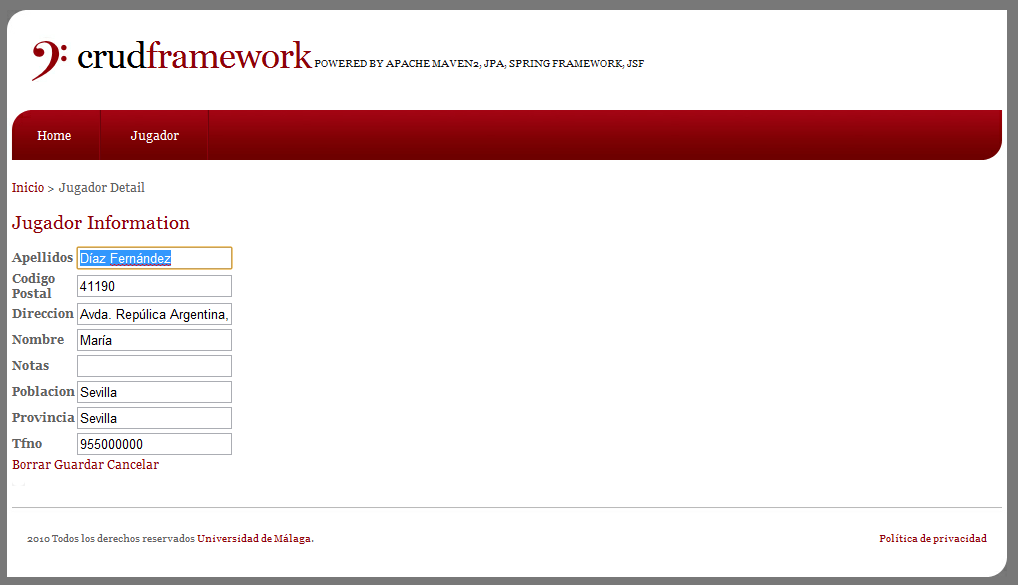 crudframework POWERED BY APACHE MAVEN2, JPA, SPRING FRAMEWORK, JSF
Home Jugador
Inicio > Jugador Detail
Jugador Information
Apellidos Díaz Fernández
Codigo
Postal 41190
Direccion Avda. Repúlica Argentina,
Nombre María
Notas
Poblacion Sevilla
Provincia Sevilla
Tfno 955000000
Borrar Guardar Cancelar
2010 Todos los derechos reservados Universidad de Málaga. Política de privacidad